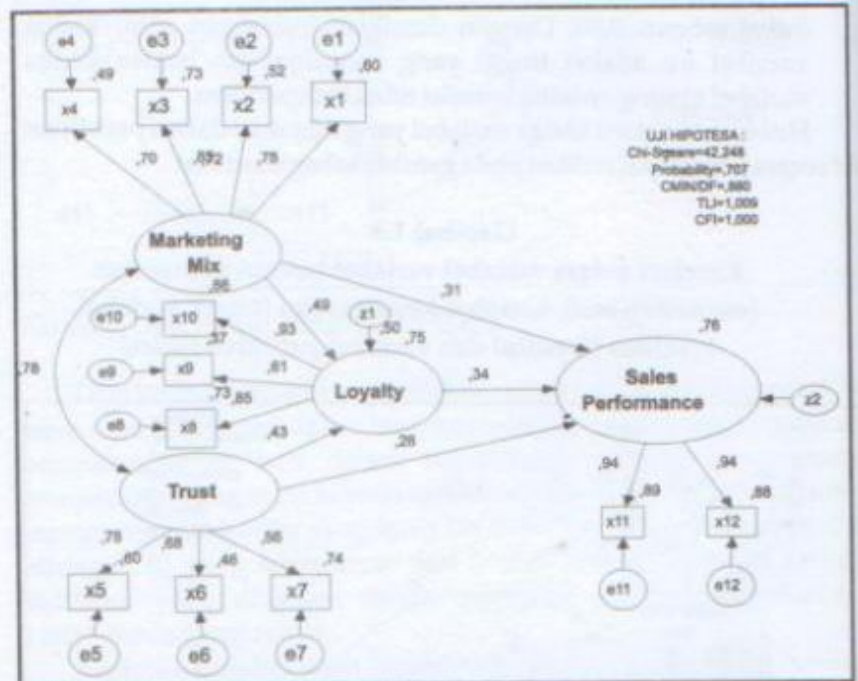 e4
e3
e2
e1
,49
,73
,52
,60
x4
x3
x2
x1
,70
,72
,78
UJI HIPOTESA :
Chi-Square=42,248
Probability=,707
CMIN/DF=,880
TLI=1,009
CFI=1,000
Marketing
Mix
,86
,49
,31
e10
x10
,93
z1
,50
,75
,76
,37
,78
e9
x9
,61
Loyalty
,34
Sales
Performance
z2
,73
,85
e8
x8
,43
,28
Trust
,94
,94
,89
,88
x11
x12
,78
,60
,68
,46
,74
x5
x6
x7
e11
e12
e5
e6
e7